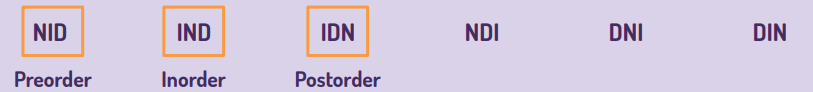 NID IND IDN NDI DNI DIN
Preorder Inorder Postorder